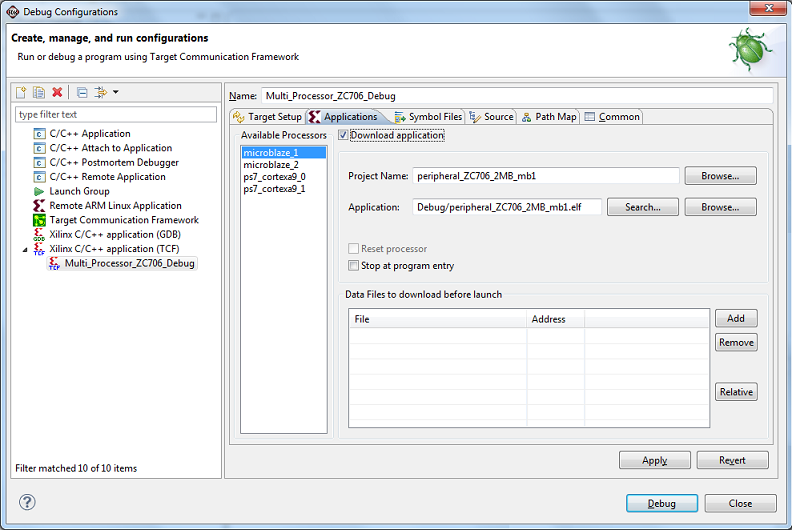 Debug Configurations
Create, manage, and run configurations
Run or debug a program using Target Communication Framework
type filter text
C/C++ Application
C/C++ Attach to Application
C/C++ Postmortem Debugger
C/C++ Remote Application
Launch Group
Remote ARM Linux Application
Target Communication Framework
Xilinx C/C++ application (GDB)
Xilinx C/C++ application (TCF)
Multi_Processor_ZC706_Debug
Filter matched 10 of 10 items
Name: Multi_Processor_ZC706_Debug
Target Setup Applications Symbol Files Source Path Map Common
Available Processors
microblaze_1
microblaze_2
ps7_cortexa9_0
ps7_cortexa9_1
Download application
Project Name: peripheral_ZC706_2MB_mb1 Browse...
Application: Debug/peripheral_ZC706_2MB_mb1.elf Search... Browse...
Reset processor
Stop at program entry
Data Files to download before launch
File Address
Add
Remove
Relative
Apply Revert
Debug Close